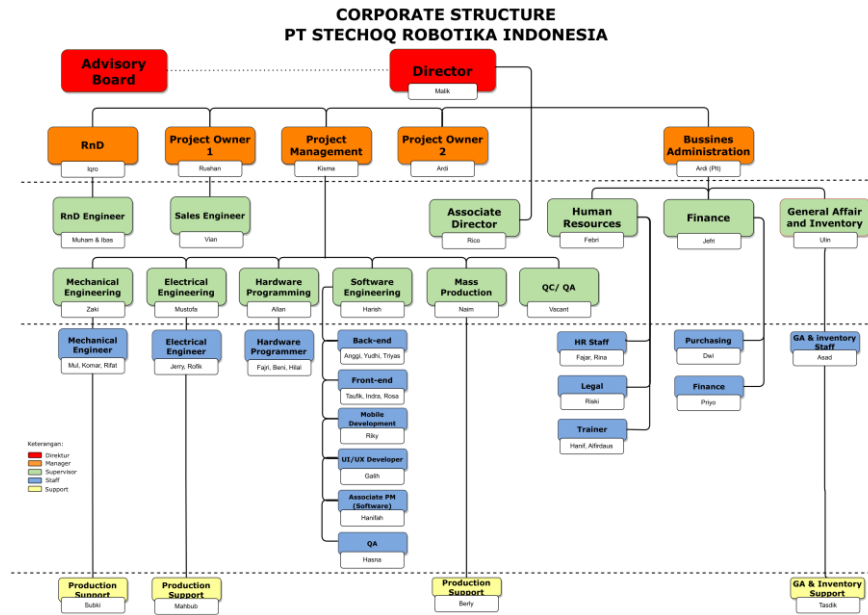 CORPORATE STRUCTURE
PT STECHOQ ROBOTIKA INDONESIA
Advisory
Board
Director
Malik
RnD
Iqro
Project Owner
1
Rushan
Project
Management
Kisma
Project Owner
2
Ardi
Bussines
Administration
Ardi (Plt)
RnD Engineer
Muham & Ibas
Sales Engineer
Vian
Associate
Director
Rico
Human
Resources
Febri
Finance
Jefri
General Affair
and Inventory
Ulin
Mechanical
Engineering
Zaki
Electrical
Engineering
Mustofa
Hardware
Programming
Allan
Software
Engineering
Harish
Mass
Production
Naim
QC/ QA
Vacant
Mechanical
Engineer
Mul, Komar, Rifat
Electrical
Engineer
Jerry, Rofik
Hardware
Programmer
Fajri, Beni, Hilal
Back-end
Anggi, Yudhi, Triyas
Front-end
Taufik, Indra, Rosa
Mobile
Development
Riky
UI/UX Developer
Galih
Associate PM
(Software)
Hanifah
QA
Hasna
HR Staff
Fajar, Rina
Legal
Riski
Trainer
Hanif, Alfirdaus
Purchasing
Dwi
Finance
Priyo
GA & inventory
Staff
Asad
Keterangan:
Direktur
Manager
Supervisor
Staff
Support
Production
Support
Subki
Production
Support
Mahbub
Production
Support
Berly
GA & Inventory
Support
Tasdik